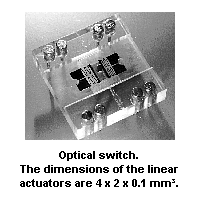 Optical switch.
The dimensions of the linear
actuators are 4 x 2 x 0.1 mm³.